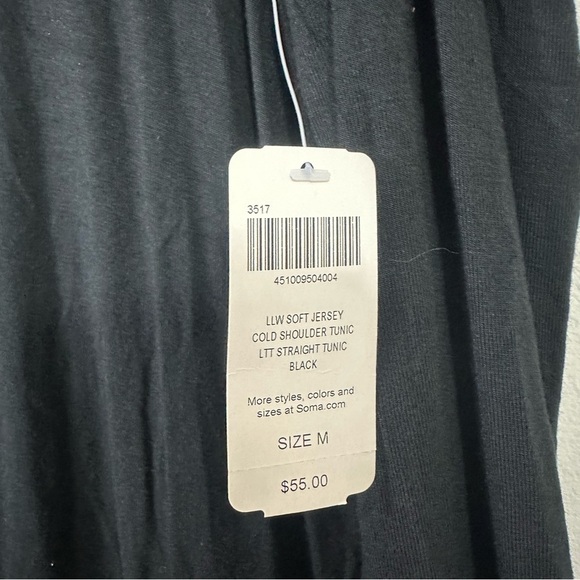 3517
451009504004
LLW SOFT JERSEY
COLD SHOULDER TUNIC
LTT STRAIGHT TUNIC
BLACK
More styles, colors and
sizes at Soma.com
SIZE M
$55.00